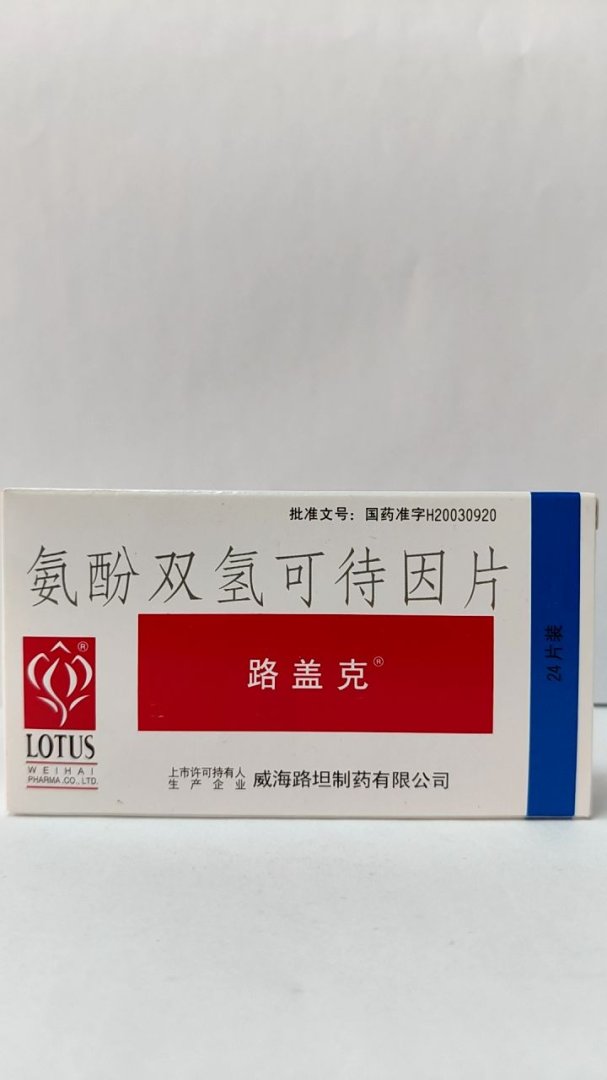 批准文号：国药准字H20030920
氨酚双氢可待因片
路盖克®
®
LOTUS
WEIHAI
PHARMA.CO.,LTD.
上市许可持有人
生产企业
威海路坦制药有限公司
24片装